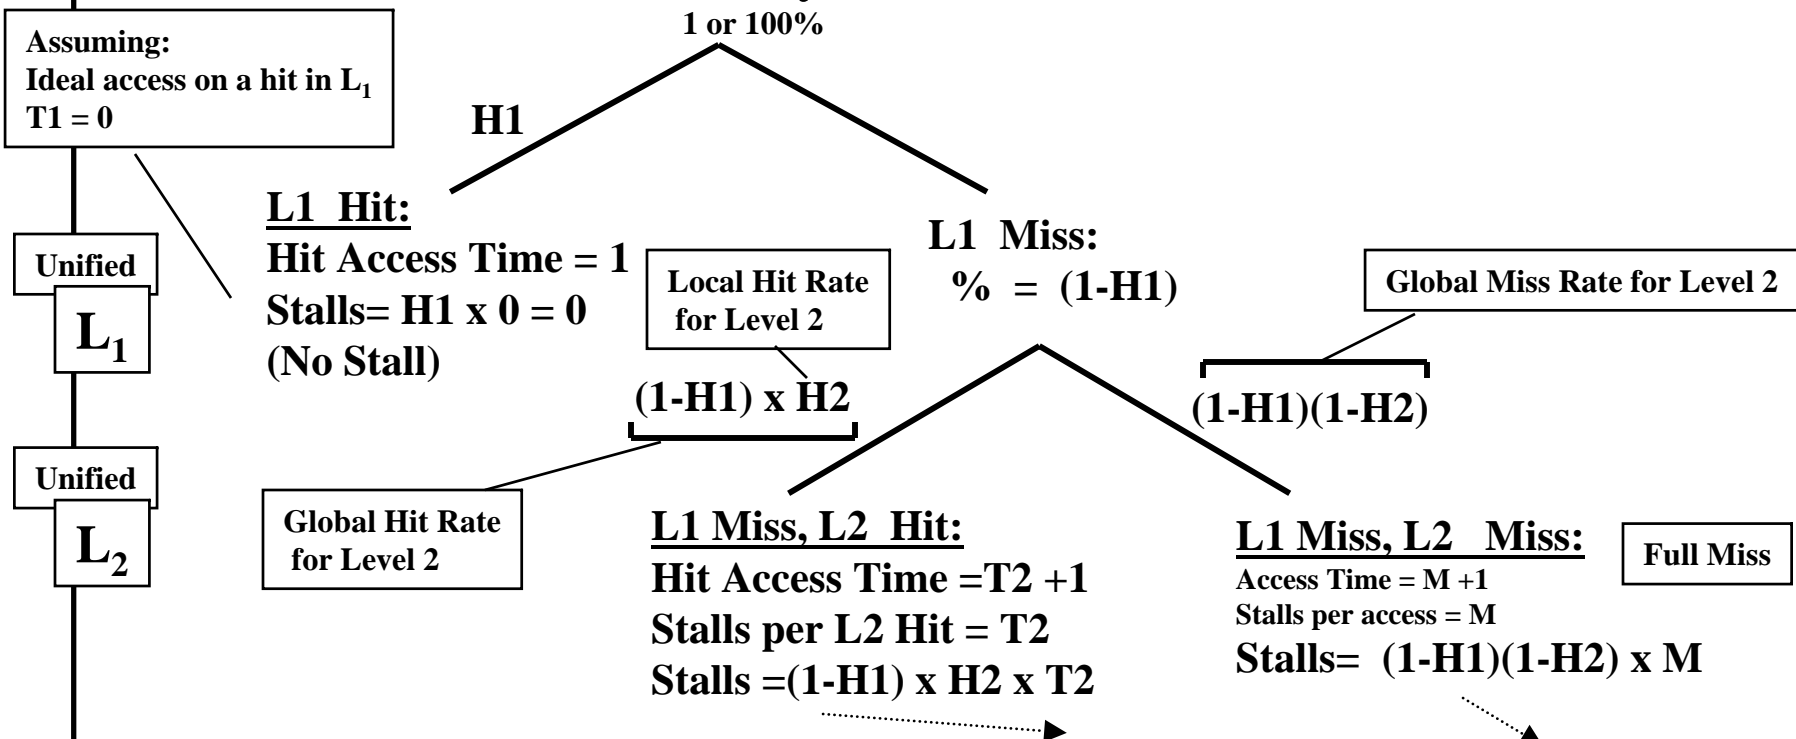 1 or 100%
Assuming:
Ideal access on a hit in L1
T1 = 0
H1
L1 Hit:
Hit Access Time = 1
Stalls= H1 x 0 = 0
(No Stall)
Unified
L1
Local Hit Rate
for Level 2
L1 Miss:
% = (1-H1)
Global Miss Rate for Level 2
(1-H1) x H2
(1-H1)(1-H2)
Unified
L2
Global Hit Rate
for Level 2
L1 Miss, L2 Hit:
Hit Access Time =T2 +1
Stalls per L2 Hit = T2
Stalls =(1-H1) x H2 x T2
L1 Miss, L2 Miss:
Access Time = M +1
Stalls per access = M
Stalls= (1-H1)(1-H2) x M
Full Miss